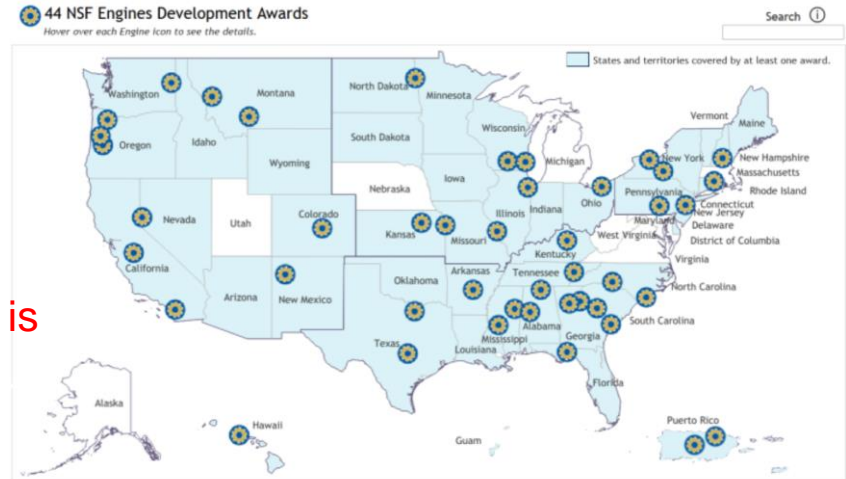 44 NSF Engines Development Awards
Hover over each Engine icon to see the details.
Search
States and territories covered by at least one award.
Washington
Montana
North Dakota
Minnesota
Vermont
Maine
Oregon
Idaho
South Dakota
Wisconsin
Michigan
New York
New Hampshire
Massachusetts
Wyoming
Iowa
Rhode Island
Nebraska
Pennsylvania
Connecticut
New Jersey
Nevada
Utah
Colorado
Illinois
Indiana
Ohio
Maryland
Delaware
Kansas
Missouri
West Virginia
District of Columbia
Kentucky
Virginia
California
Oklahoma
Arkansas
Tennessee
North Carolina
Arizona
New Mexico
is
South Carolina
Texas
Mississippi
Alabama
Georgia
Louisiana
Florida
Alaska
Hawaii
Guam
Puerto Rico